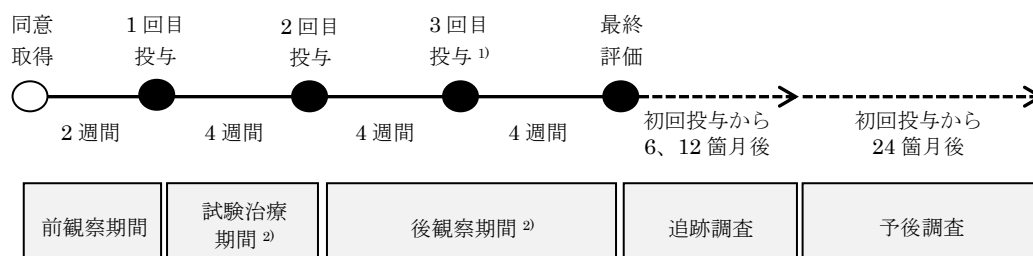 同意
取得
1 回目
投与
2 回目
投与
3 回目
投与 1)
最終
評価
2 週間
4 週間
4 週間
4 週間
初回投与から
6、12 箇月後
初回投与から
24 箇月後
前観察期間
試験治療
期間 2)
後観察期間 2)
追跡調査
予後調査